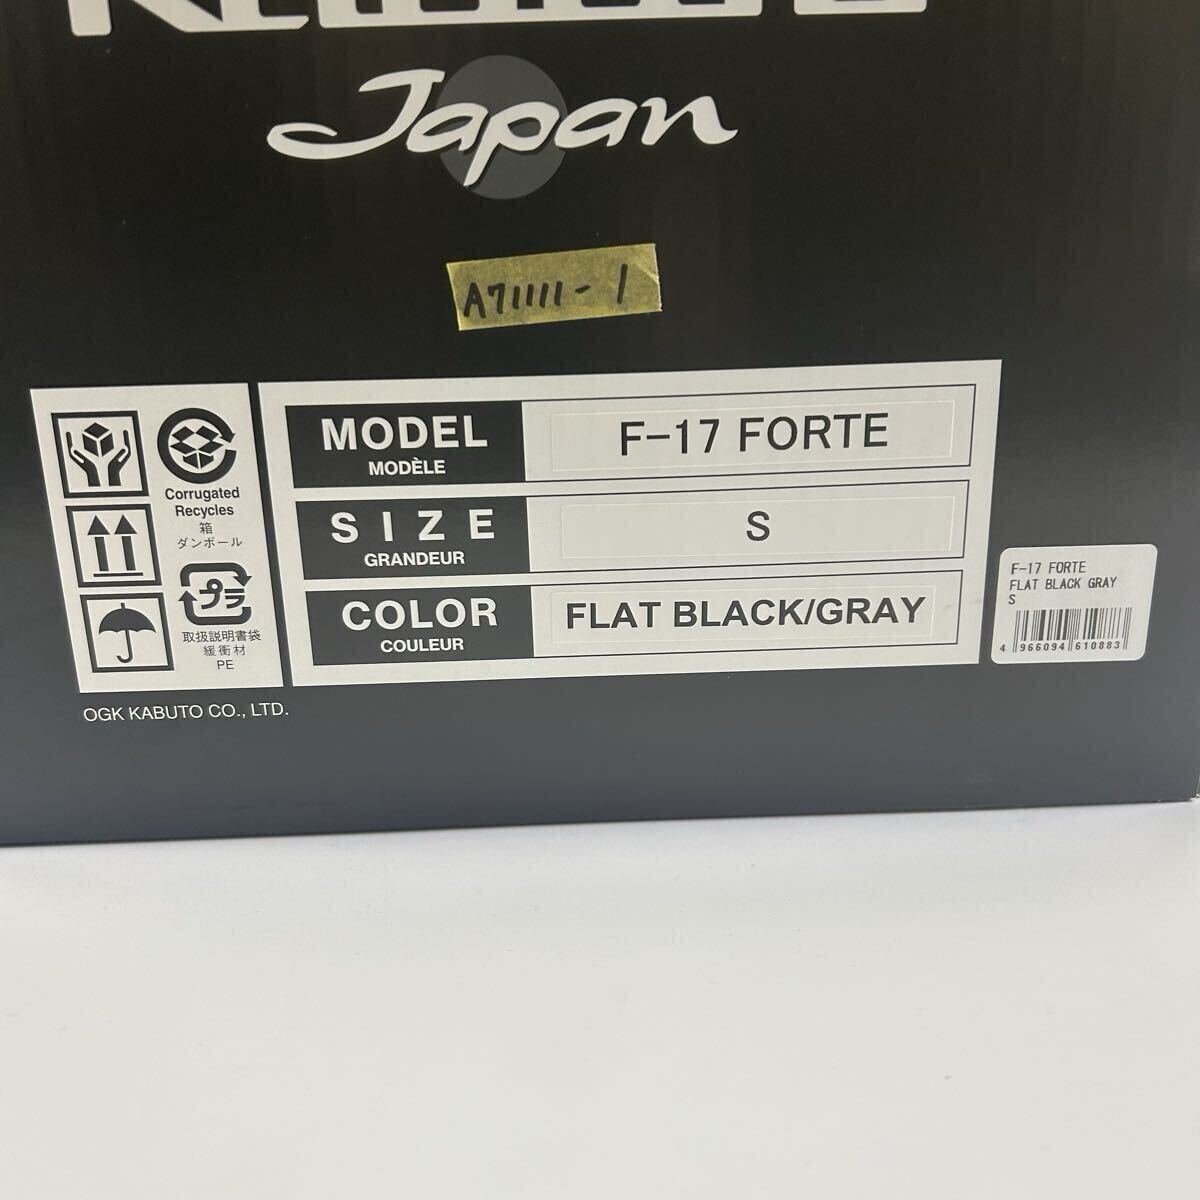 Japan
A71111-1
MODEL
MODÈLE
F-17 FORTE
SIZE
GRANDEUR
S
COLOR
COULEUR
FLAT BLACK/GRAY
Corrugated
Recycles
箱
ダンボール
プラ
取扱説明書袋
緩衝材
PE
OGK KABUTO CO., LTD.
F-17 FORTE
FLAT BLACK GRAY
S
4 966094 610883